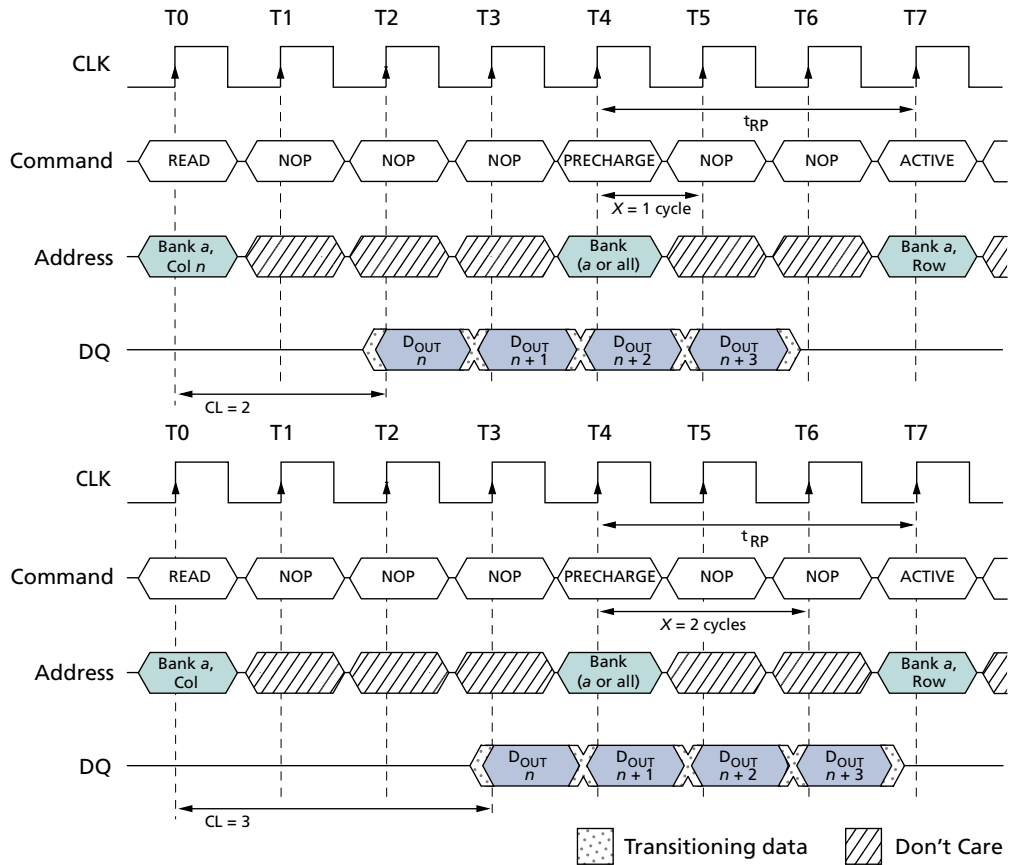 T0 T1 T2 T3 T4 T5 T6 T7
CLK
tRP
Command READ NOP NOP NOP PRECHARGE NOP NOP ACTIVE
X = 1 cycle
Address Bank a, Col n Bank (a or all) Bank a, Row
DQ DOUT n DOUT n + 1 DOUT n + 2 DOUT n + 3
CL = 2
T0 T1 T2 T3 T4 T5 T6 T7
CLK
tRP
Command READ NOP NOP NOP PRECHARGE NOP NOP ACTIVE
X = 2 cycles
Address Bank a, Col Bank (a or all) Bank a, Row
DQ DOUT n DOUT n + 1 DOUT n + 2 DOUT n + 3
CL = 3
Transitioning data Don't Care